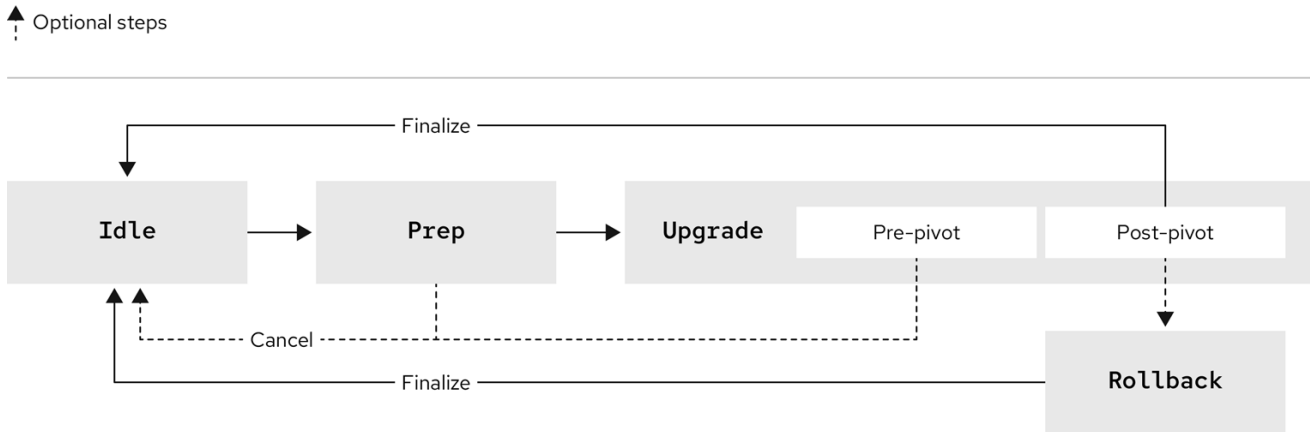 Optional steps
Finalize
Idle
Prep
Upgrade
Pre-pivot
Post-pivot
Cancel
Finalize
Rollback